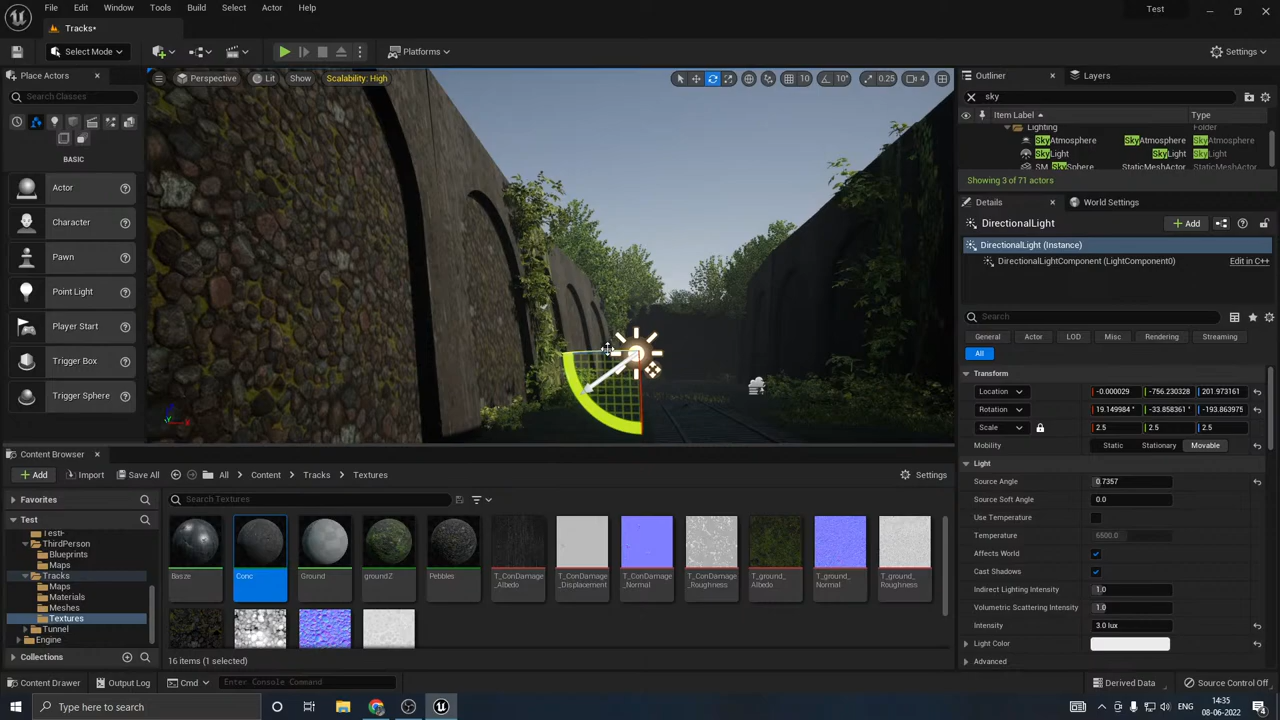 File Edit Window Tools Build Select Actor Help
Test
Tracks*
Select Mode
Platforms
Settings
Place Actors
Search Classes
BASIC
Actor
Character
Pawn
Point Light
Player Start
Trigger Box
Trigger Sphere
Perspective Lit Show Scalability: High
10 10° 0.25 4
Outliner Layers
sky
Item Label Type
Lighting Folder
SkyAtmosphere SkyAtmosphere
SkyLight SkyLight
SM_SkySphere StaticMeshActor
Showing 3 of 71 actors
Details World Settings
DirectionalLight Add
DirectionalLight (Instance)
DirectionalLightComponent (LightComponent0) Edit in C++
Search
General Actor LOD Misc Rendering Streaming
All
Transform
Location -0.000029 -756.230328 201.973161
Rotation 19.149984 ° -33.858361 ° -193.863975
Scale 2.5 2.5 2.5
Mobility Static Stationary Movable
Light
Source Angle 0.7357
Source Soft Angle 0.0
Use Temperature
Temperature 6500.0
Affects World
Cast Shadows
Indirect Lighting Intensity 1.0
Volumetric Scattering Intensity 1.0
Intensity 3.0 lux
Light Color
Advanced
Content Browser
Add Import Save All All Content Tracks Textures Settings
Favorites
Test
ThirdPerson
Blueprints
Maps
Tracks
Maps
Materials
Meshes
Textures
Tunnel
Engine
Collections
Search Textures
Conc
Ground
groundZ
Pebbles
T_ConDamage
_Albedo
T_ConDamage
_Displacement
T_ConDamage
_Normal
T_ConDamage
_Roughness
T_ground_
Albedo
T_ground_
Normal
T_ground_
Roughness
16 items (1 selected)
Content Drawer Output Log Cmd Enter Console Command Derived Data Source Control Off
Type here to search
14:35
08-06-2022
4